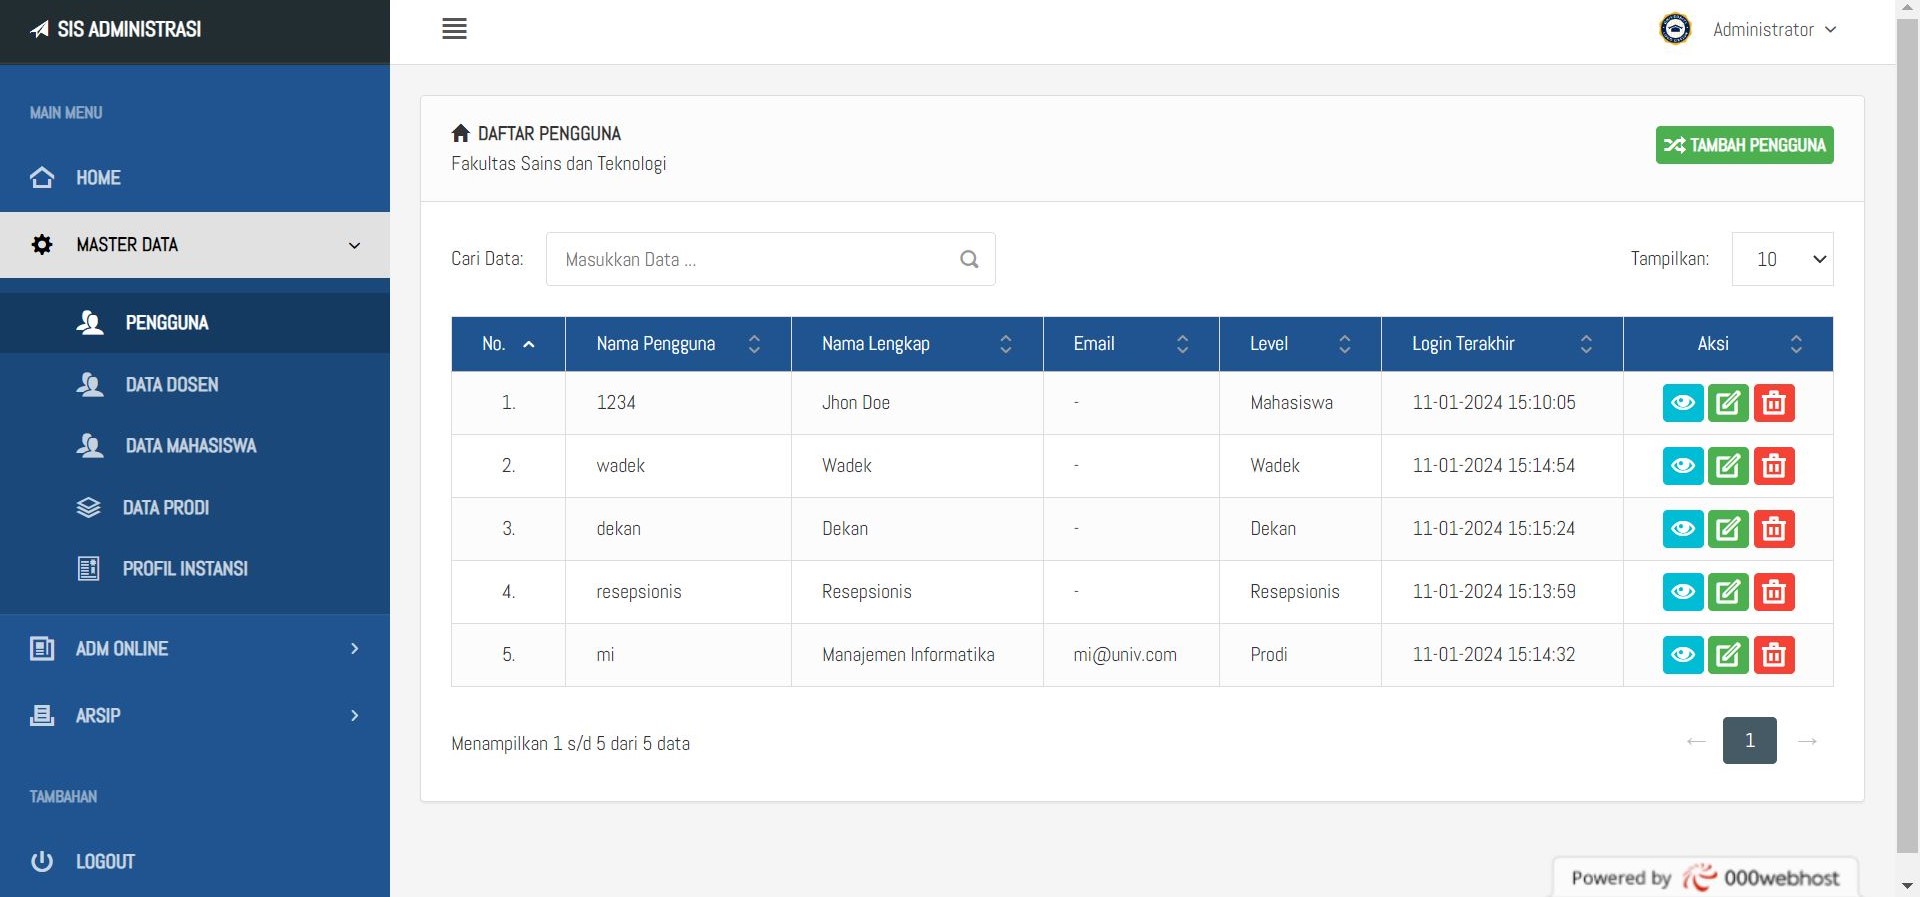 SIS ADMINISTRASI
Administrator
MAIN MENU
HOME
MASTER DATA
PENGGUNA
DATA DOSEN
DATA MAHASISWA
DATA PRODI
PROFIL INSTANSI
ADM ONLINE
ARSIP
TAMBAHAN
LOGOUT
DAFTAR PENGGUNA
Fakultas Sains dan Teknologi
TAMBAH PENGGUNA
Cari Data: Masukkan Data ... Tampilkan: 10
No. Nama Pengguna Nama Lengkap Email Level Login Terakhir Aksi
1. 1234 Jhon Doe - Mahasiswa 11-01-2024 15:10:05
2. wadek Wadek - Wadek 11-01-2024 15:14:54
3. dekan Dekan - Dekan 11-01-2024 15:15:24
4. resepsionis Resepsionis - Resepsionis 11-01-2024 15:13:59
5. mi Manajemen Informatika mi@univ.com Prodi 11-01-2024 15:14:32
Menampilkan 1 s/d 5 dari 5 data
← 1 →
Powered by 000webhost